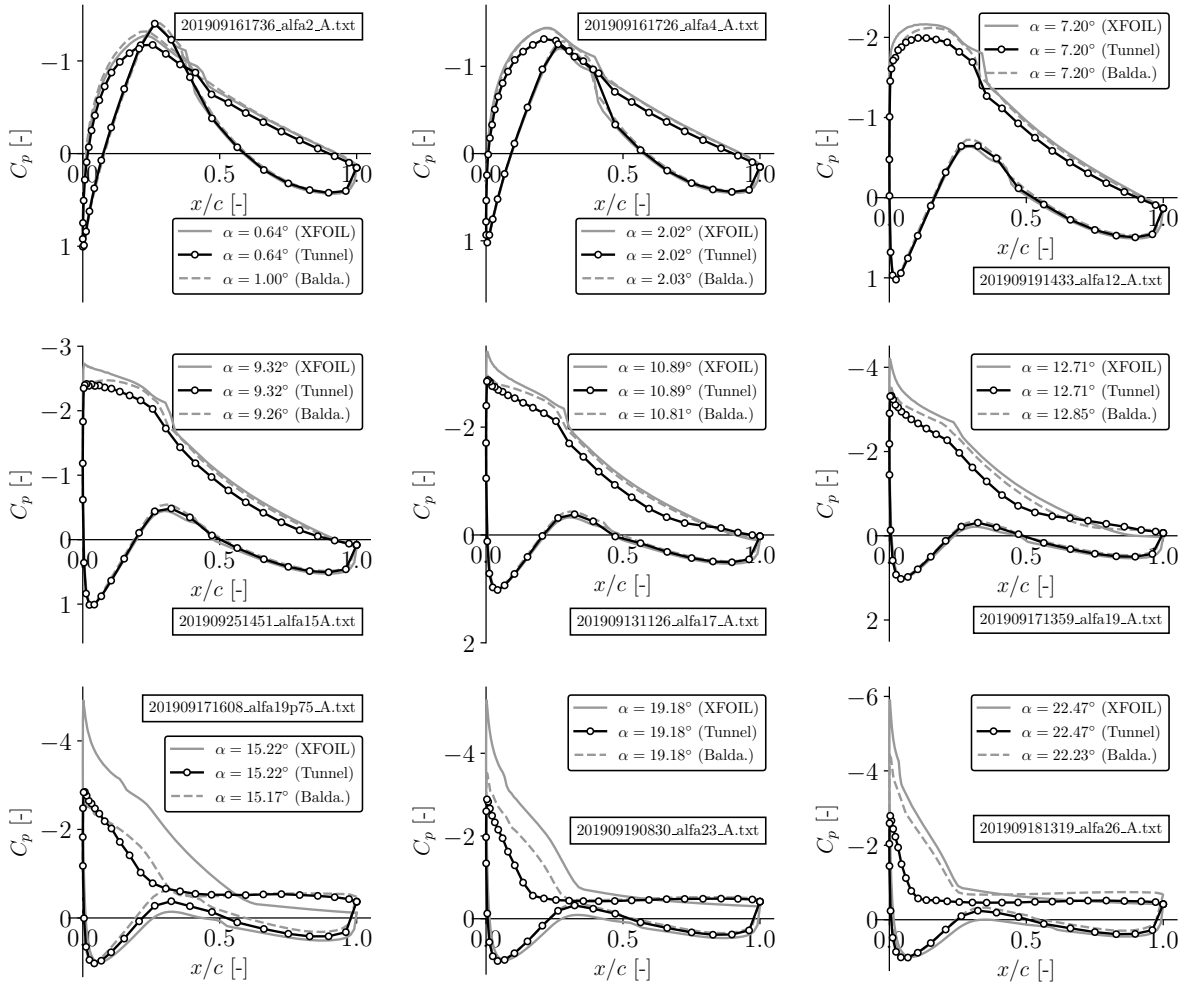 201909161736_alfa2_A.txt
−1
0
1
C_p [-]
0.0
0.5
1.0
x/c [-]
α = 0.64° (XFOIL)
α = 0.64° (Tunnel)
α = 1.00° (Balda.)
201909161726_alfa4_A.txt
−1
0
1
C_p [-]
0.0
0.5
1.0
x/c [-]
α = 2.02° (XFOIL)
α = 2.02° (Tunnel)
α = 2.03° (Balda.)
α = 7.20° (XFOIL)
α = 7.20° (Tunnel)
α = 7.20° (Balda.)
−2
−1
0
1
C_p [-]
0.0
0.5
1.0
x/c [-]
201909191433_alfa12_A.txt
−3
−2
−1
0
1
C_p [-]
α = 9.32° (XFOIL)
α = 9.32° (Tunnel)
α = 9.26° (Balda.)
0.0
0.5
1.0
x/c [-]
201909251451_alfa15A.txt
−2
0
2
C_p [-]
α = 10.89° (XFOIL)
α = 10.89° (Tunnel)
α = 10.81° (Balda.)
0.0
0.5
1.0
x/c [-]
201909131126_alfa17_A.txt
−4
−2
0
2
C_p [-]
α = 12.71° (XFOIL)
α = 12.71° (Tunnel)
α = 12.85° (Balda.)
0.0
0.5
1.0
x/c [-]
201909171359_alfa19_A.txt
201909171608_alfa19p75_A.txt
−4
−2
0
C_p [-]
α = 15.22° (XFOIL)
α = 15.22° (Tunnel)
α = 15.17° (Balda.)
0.0
0.5
1.0
x/c [-]
−4
−2
0
C_p [-]
α = 19.18° (XFOIL)
α = 19.18° (Tunnel)
α = 19.18° (Balda.)
201909190830_alfa23_A.txt
0.0
0.5
1.0
x/c [-]
−6
−4
−2
0
C_p [-]
α = 22.47° (XFOIL)
α = 22.47° (Tunnel)
α = 22.23° (Balda.)
201909181319_alfa26_A.txt
0.0
0.5
1.0
x/c [-]